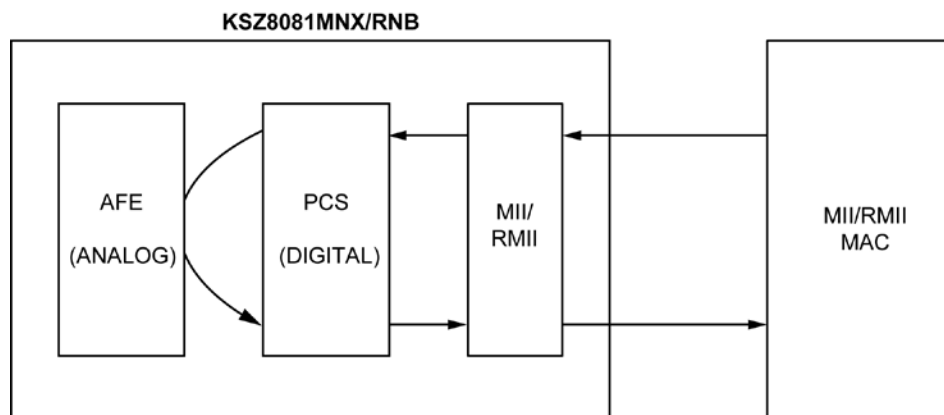 KSZ8081MNX/RNB
AFE
(ANALOG)
PCS
(DIGITAL)
MII/
RMII
MII/RMII
MAC